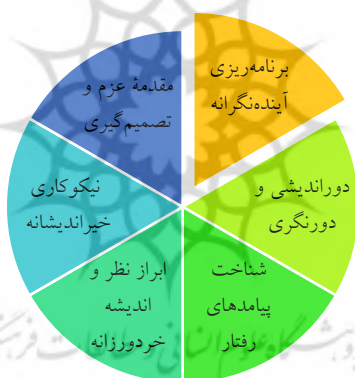 برنامه‌ریزی
آینده‌نگرانه
دوراندیشی و
دورنگری
شناخت
پیامدهای
رفتار
ابراز نظر و
اندیشه
خردورزانه
نیکوکاری
خیراندیشانه
مقدمهٔ عزم و
تصمیم‌گیری